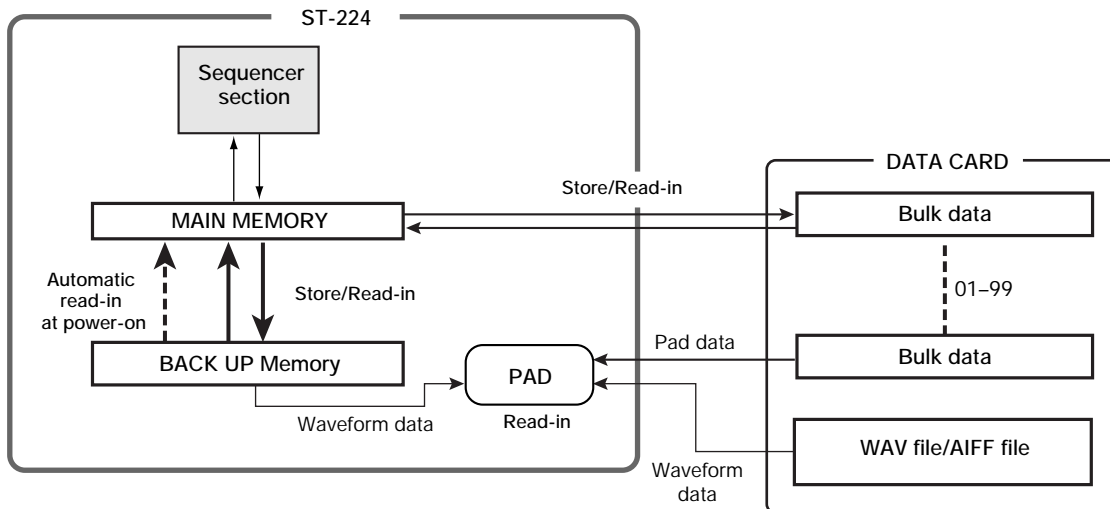 ST-224
Sequencer
section
DATA CARD
Store/Read-in
MAIN MEMORY
Bulk data
Automatic
read-in
at power-on
Store/Read-in
01–99
Pad data
BACK UP Memory
PAD
Bulk data
Waveform data
Read-in
WAV file/AIFF file
Waveform
data